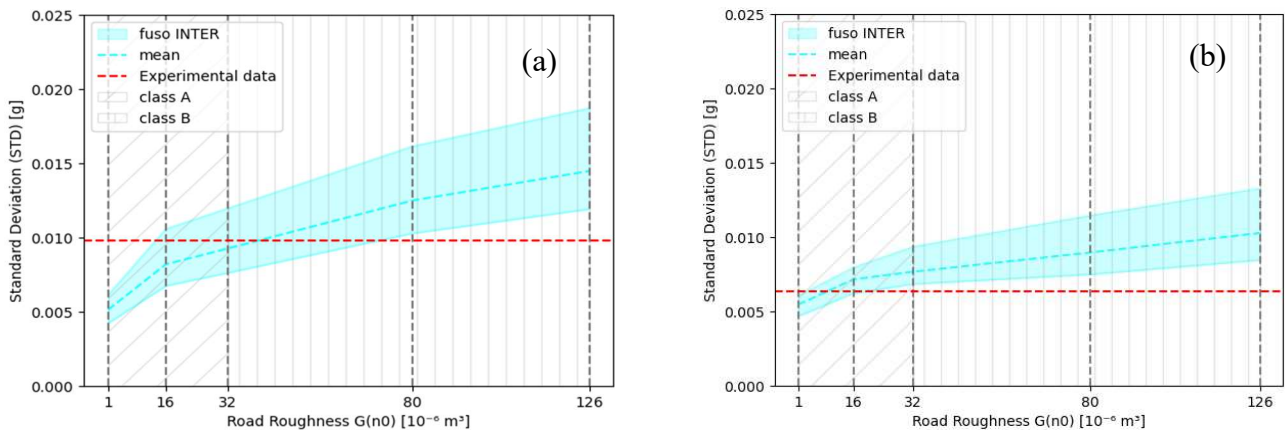 (a)
fuso INTER
mean
Experimental data
class A
class B
Standard Deviation (STD) [g]
0.025
0.020
0.015
0.010
0.005
0.000
1 16 32 80 126
Road Roughness G(n0) [10⁻⁶ m³]
(b)
fuso INTER
mean
Experimental data
class A
class B
Standard Deviation (STD) [g]
0.025
0.020
0.015
0.010
0.005
0.000
1 16 32 80 126
Road Roughness G(n0) [10⁻⁶ m³]